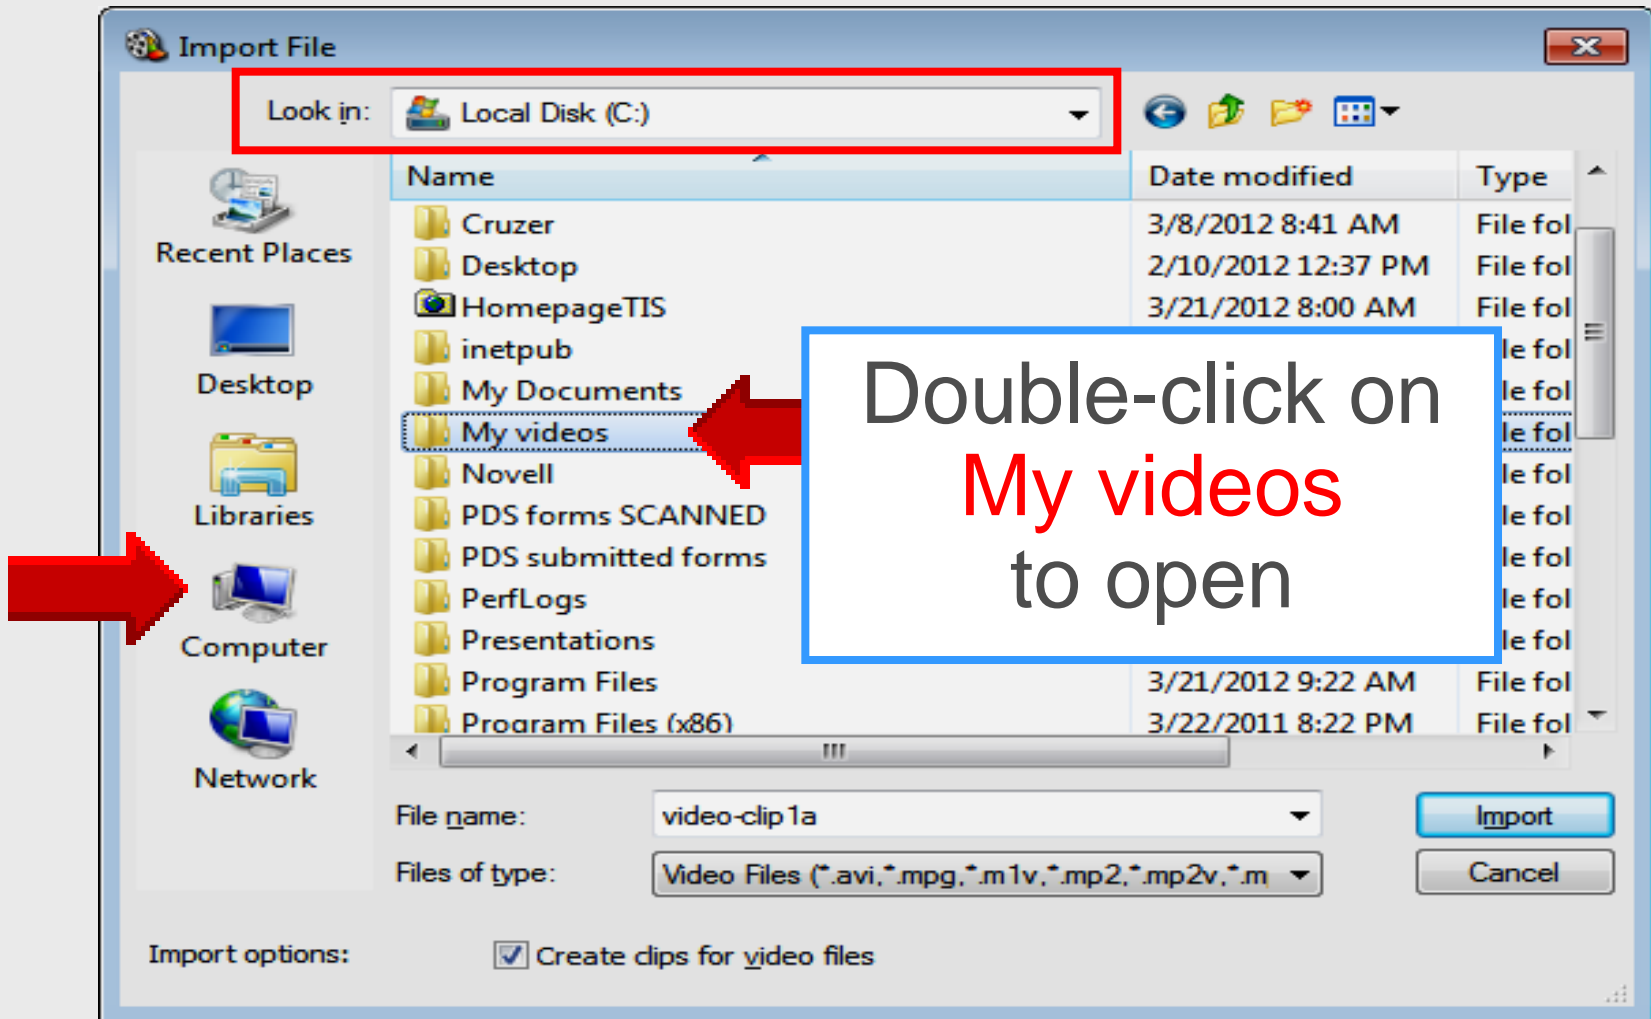 Import File
Look in: Local Disk (C:)
Name Date modified Type
Recent Places
Desktop
Libraries
Computer
Network
Cruzer 3/8/2012 8:41 AM File fol
Desktop 2/10/2012 12:37 PM File fol
HomepageTIS 3/21/2012 8:00 AM File fol
inetpub le fol
My Documents le fol
My videos le fol
Novell le fol
PDS forms SCANNED le fol
PDS submitted forms le fol
PerfLogs le fol
Presentations le fol
Program Files 3/21/2012 9:22 AM File fol
Program Files (x86) 3/22/2011 8:22 PM File fol
Double-click on
My videos
to open
File name: video-clip1a Import
Files of type: Video Files (*.avi,*.mpg,*.m1v,*.mp2,*.mp2v,*.m Cancel
Import options: Create clips for video files